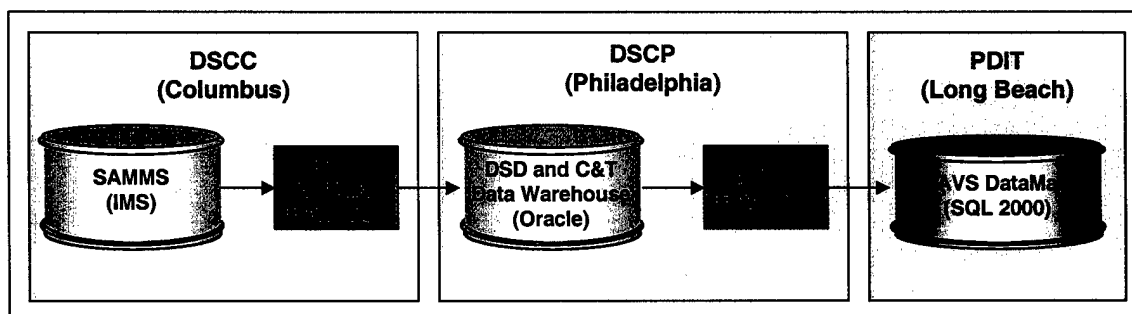 DSCC
(Columbus)
SAMMS
(IMS)
DSCP
(Philadelphia)
DSD and C&T
Data Warehouse
(Oracle)
PDIT
(Long Beach)
AVS DataMa
(SQL 2000)